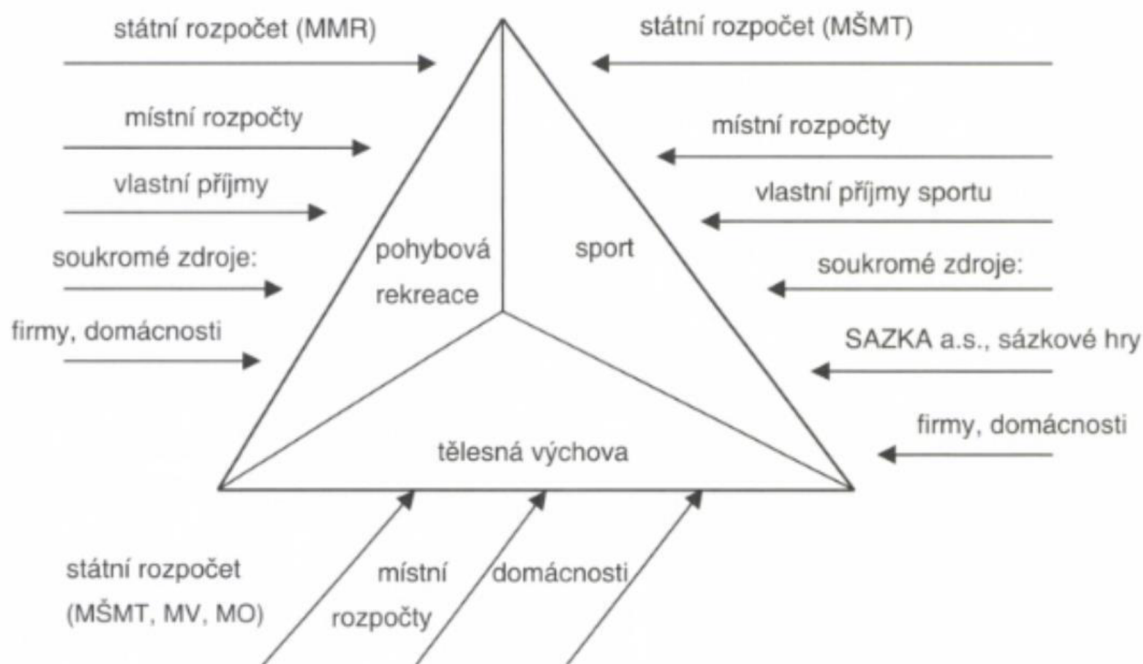 státní rozpočet (MMR)
státní rozpočet (MŠMT)
místní rozpočty
místní rozpočty
vlastní příjmy
vlastní příjmy sportu
pohybová
rekreace
sport
soukromé zdroje:
soukromé zdroje:
firmy, domácnosti
SAZKA a.s., sázkové hry
firmy, domácnosti
tělesná výchova
státní rozpočet
(MŠMT, MV, MO)
místní
rozpočty
domácnosti